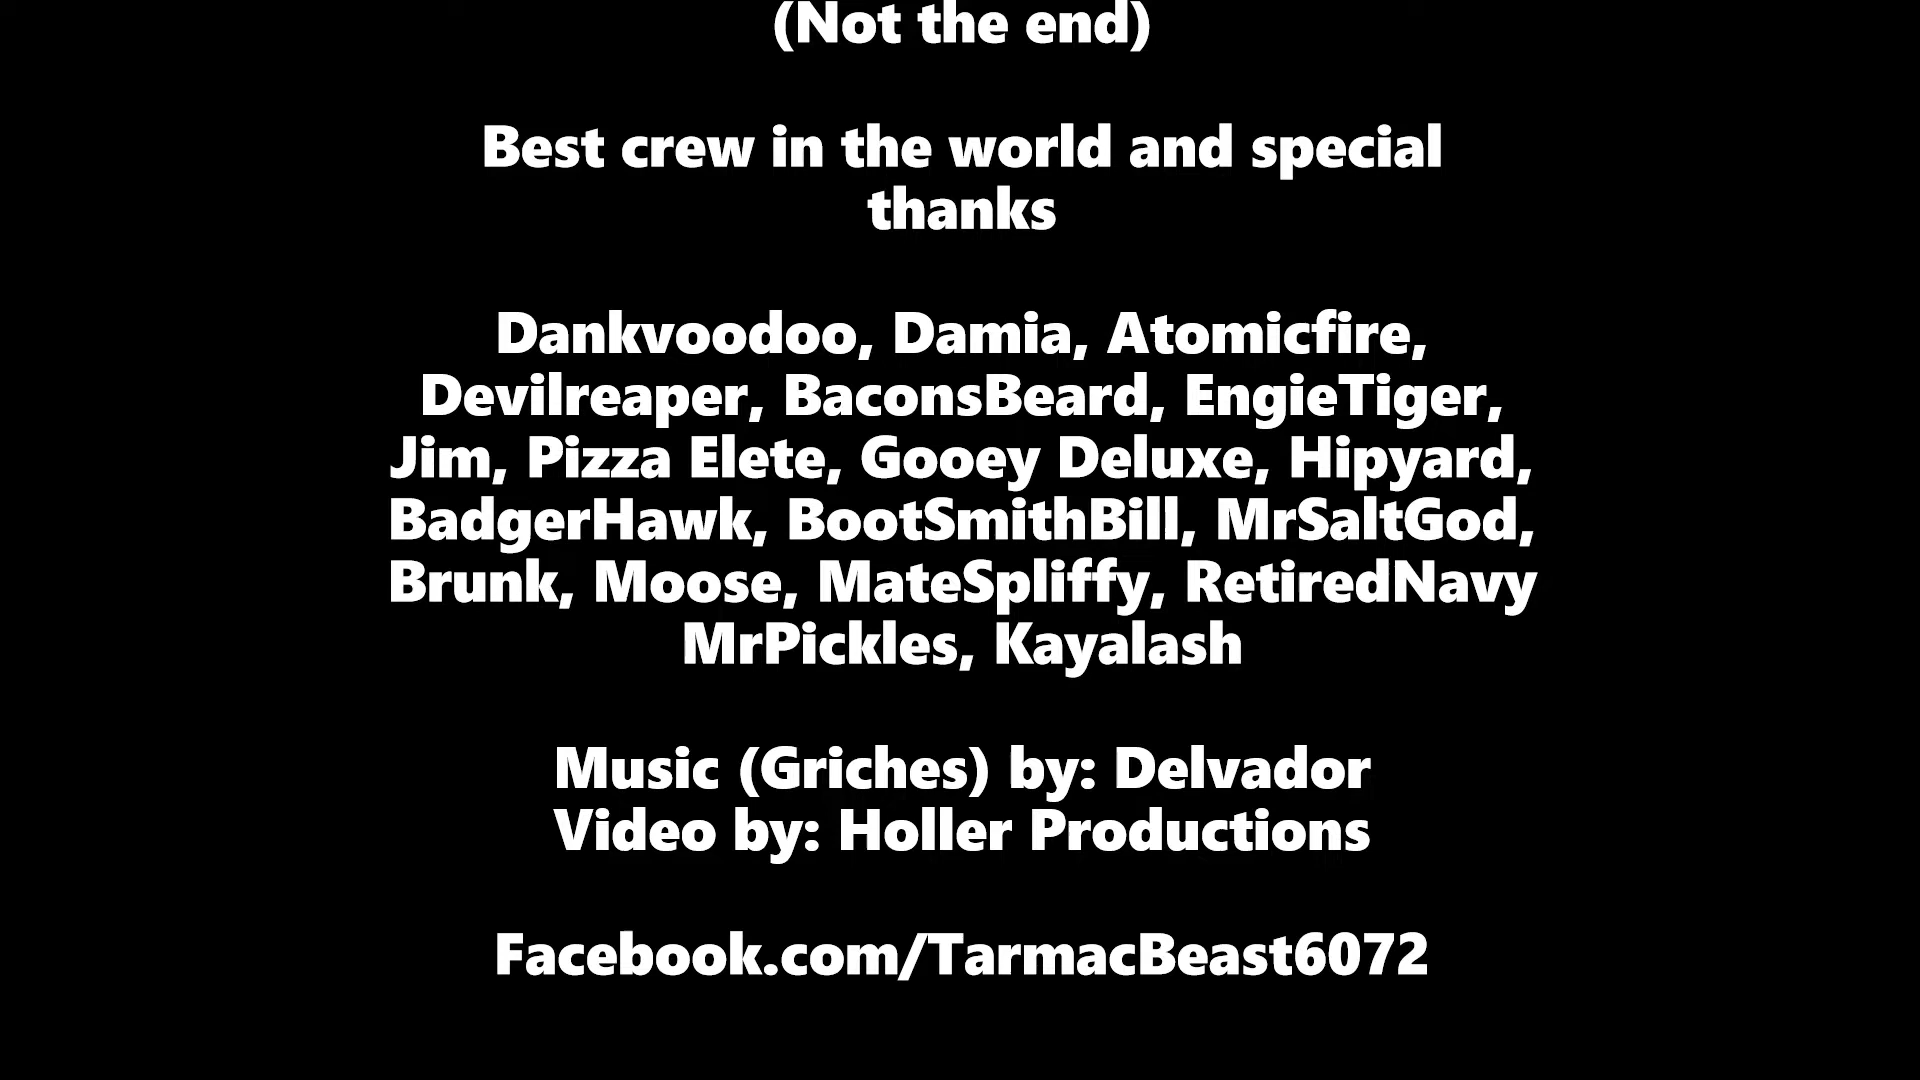 (Not the end)
Best crew in the world and special
thanks
Dankvoodoo, Damia, Atomicfire,
Devilreaper, BaconsBeard, EngieTiger,
Jim, Pizza Elete, Gooey Deluxe, Hipyard,
BadgerHawk, BootSmithBill, MrSaltGod,
Brunk, Moose, MateSpliffy, RetiredNavy
MrPickles, Kayalash
Music (Griches) by: Delvador
Video by: Holler Productions
Facebook.com/TarmacBeast6072